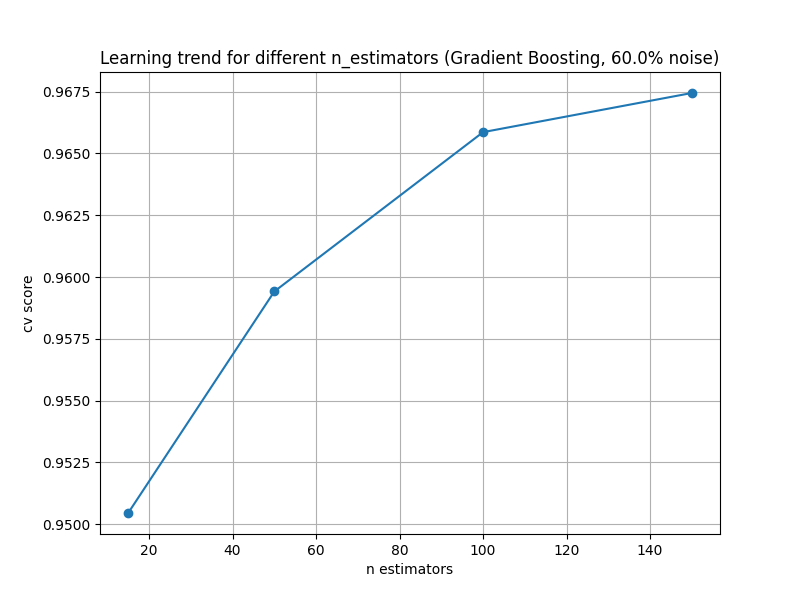 Learning trend for different n_estimators (Gradient Boosting, 60.0% noise)
0.9675
0.9650
0.9625
0.9600
0.9575
0.9550
0.9525
0.9500
cv score
20 40 60 80 100 120 140
n estimators